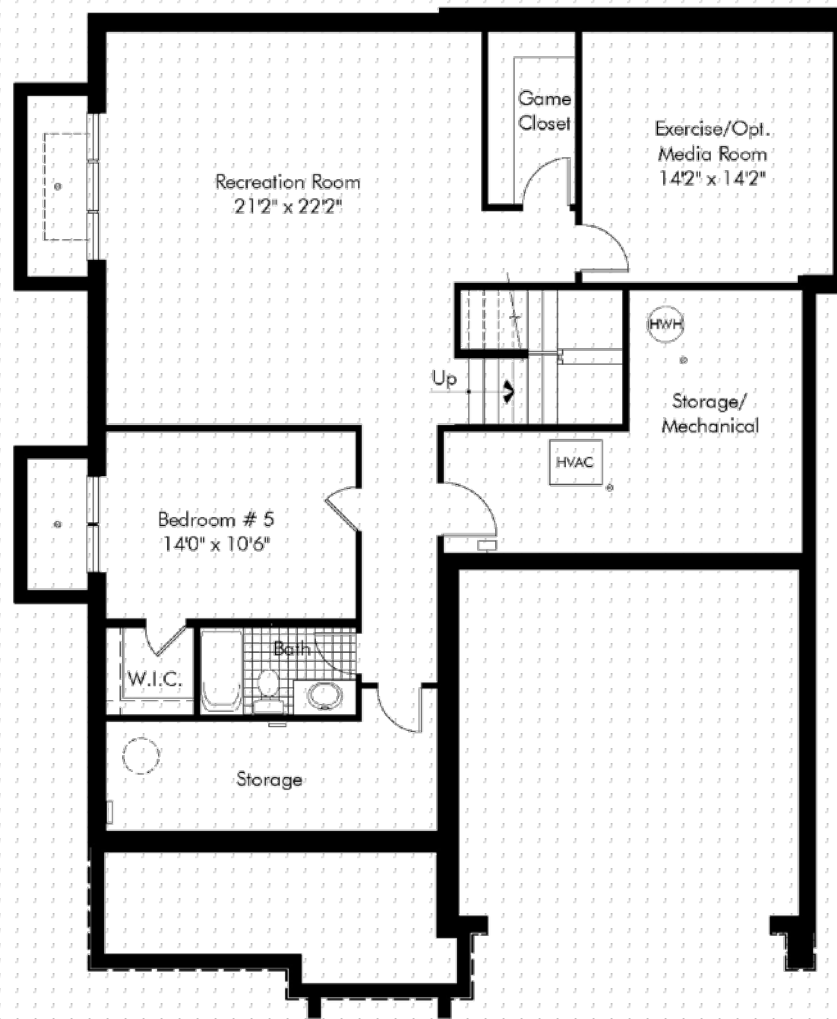 Game
Closet
Exercise/Opt.
Media Room
14'2" x 14'2"
Recreation Room
21'2" x 22'2"
HWH
Up
Storage/
Mechanical
HVAC
Bedroom # 5
14'0" x 10'6"
Bath
W.I.C.
Storage